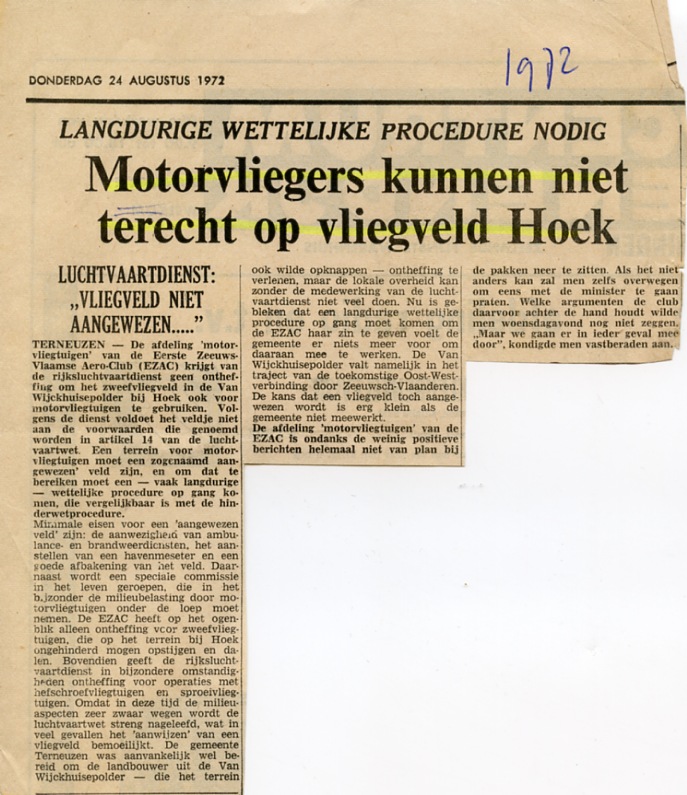 DONDERDAG 24 AUGUSTUS 1972
1972
LANGDURIGE WETTELIJKE PROCEDURE NODIG
Motorvliegers kunnen niet
terecht op vliegveld Hoek
LUCHTVAARTDIENST:
„VLIEGVELD NIET
AANGEWEZEN.....”
TERNEUZEN — De afdeling 'motor-
vliegtuigen' van de Eerste Zeeuws-
Vlaamse Aero-Club (EZAC) krijgt van
de rijksluchtvaartdienst geen onthef-
fing om het zweefvliegveld in de Van
Wijckhuisepolder bij Hoek ook voor
motorvliegtuigen te gebruiken. Vol-
gens de dienst voldoet het veldje niet
aan de voorwaarden die genoemd
worden in artikel 14 van de lucht-
vaartwet. Een terrein voor motor-
vliegtuigen moet een zogenaamd aan-
gewezen' veld zijn, en om dat te
bereiken moet een — vaak langdurige
— wettelijke procedure op gang ko-
men, die vergelijkbaar is met de hin-
derwetprocedure.
Minimale eisen voor een 'aangewezen
veld' zijn: de aanwezigheid van ambu-
lance- en brandweerdiensten, het aan-
stellen van een havenmester en een
goede afbakening van het veld. Daar-
naast wordt een speciale commissie
in het leven geroepen, die in het
bijzonder de milieubelasting door mo-
torvliegtuigen onder de loep moet
nemen. De EZAC heeft op het ogen-
blik alleen ontheffing voor zweefvlieg-
tuigen, die op het terrein bij Hoek
ongehinderd mogen opstijgen en da-
len. Bovendien geeft de rijkslucht-
vaartdienst in bijzondere omstandig-
heden ontheffing voor operaties met
hefschroefvliegtuigen en sproeivlieg-
tuigen. Omdat in deze tijd de milieu-
aspecten zeer zwaar wegen wordt de
luchtvaartwet streng nageleefd, wat in
veel gevallen het 'aanwijzen' van een
vliegveld bemoeilijkt. De gemeente
Terneuzen was aanvankelijk wel be-
reid om de landbouwer uit de Van
Wijckhuisepolder — die het terrein
ook wilde opknappen — ontheffing te
verlenen, maar de lokale overheid kan
zonder de medewerking van de lucht-
vaartdienst niet veel doen. Nu is ge-
bleken dat een langdurige wettelijke
procedure op gang moet komen om
de EZAC haar zin te geven voelt de
gemeente er niets meer voor om
daaraan mee te werken. De Van
Wijckhuisepolder valt namelijk in het
traject van de toekomstige Oost-West-
verbinding door Zeeuwsch-Vlaanderen.
De kans dat een vliegveld toch aange-
wezen wordt is erg klein als de
gemeente niet meewerkt.
De afdeling 'motorvliegtuigen' van de
EZAC is ondanks de weinig positieve
berichten helemaal niet van plan bij
de pakken neer te zitten. Als het niet
anders kan zal men zelfs overwegen
om eens met de minister te gaan
praten. Welke argumenten de club
daarvoor achter de hand houdt wilde
men woensdagavond nog niet zeggen.
„Maar we gaan er in ieder geval mee
door”, kondigde men vastberaden aan.